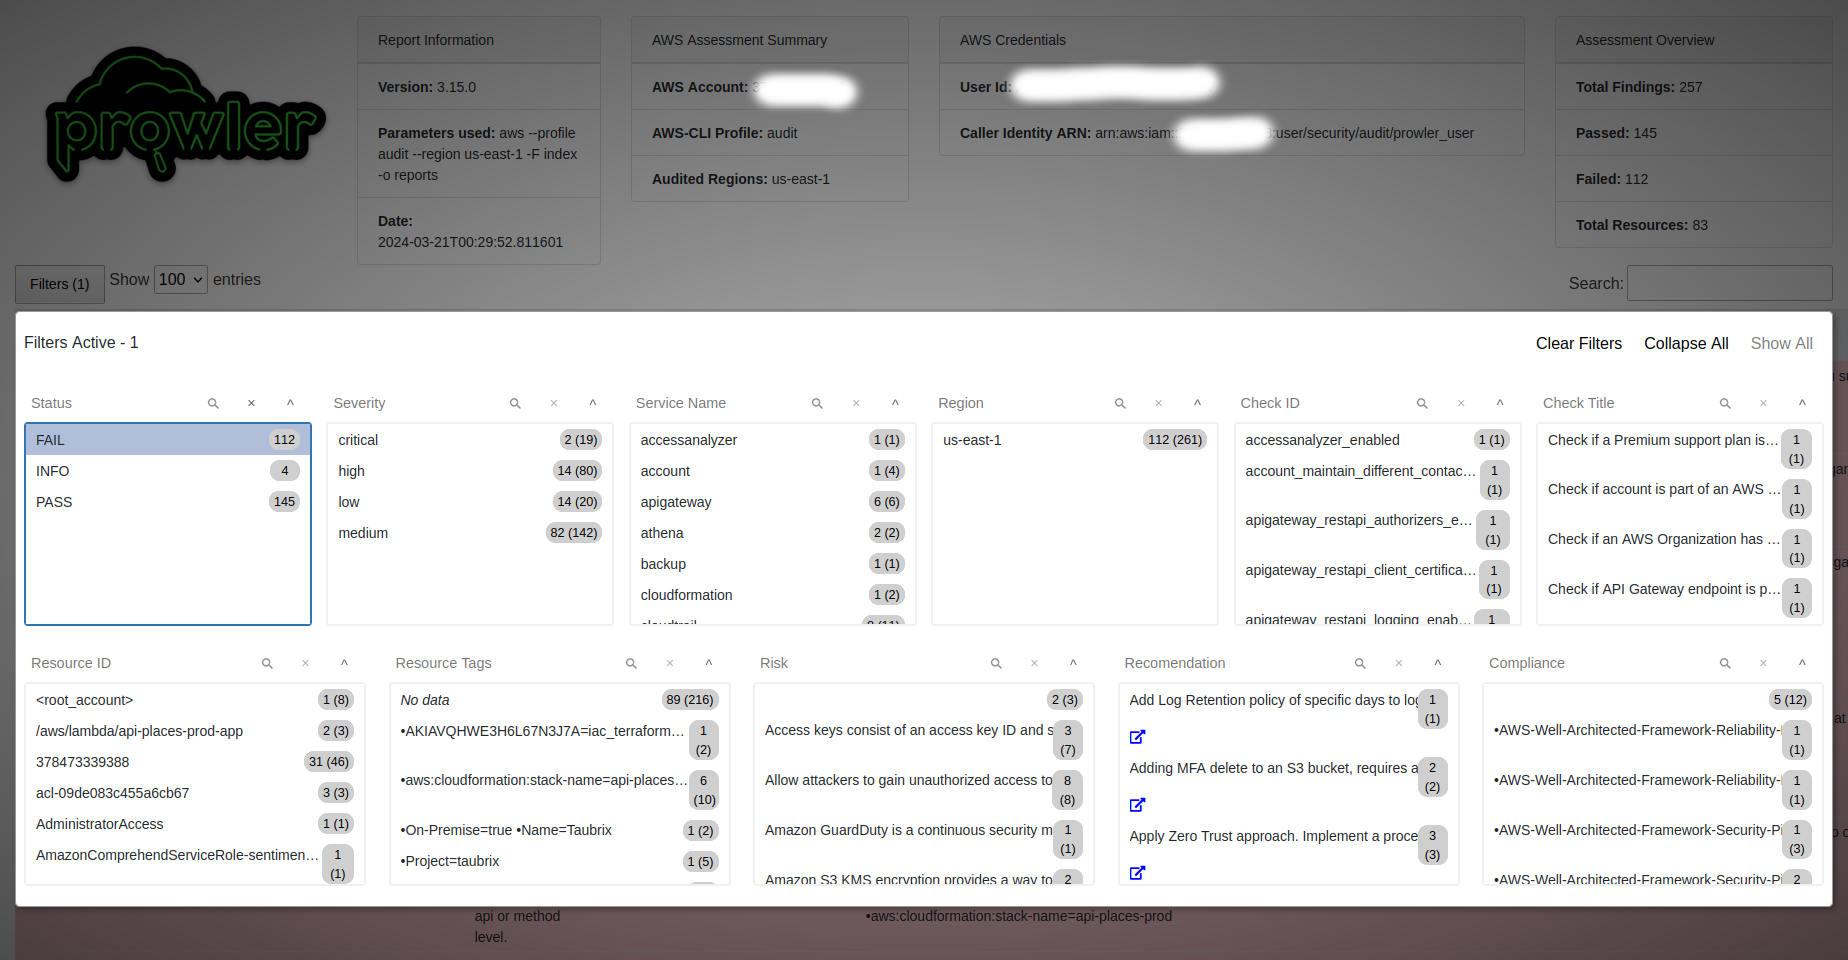 prowler
Report Information
Version: 3.15.0
Parameters used: aws --profile
audit --region us-east-1 -F index
-o reports
Date:
2024-03-21T00:29:52.811601
AWS Assessment Summary
AWS Account:
AWS-CLI Profile: audit
Audited Regions: us-east-1
AWS Credentials
User Id:
Caller Identity ARN: arn:aws:iam: :user/security/audit/prowler_user
Assessment Overview
Total Findings: 257
Passed: 145
Failed: 112
Total Resources: 83
Filters (1) Show 100 entries
Search:
Filters Active - 1
Clear Filters Collapse All Show All
Status
FAIL 112
INFO 4
PASS 145
Severity
critical 2 (19)
high 14 (80)
low 14 (20)
medium 82 (142)
Service Name
accessanalyzer 1 (1)
account 1 (4)
apigateway 6 (6)
athena 2 (2)
backup 1 (1)
cloudformation 1 (2)
cloudtrail 8 (11)
Region
us-east-1 112 (261)
Check ID
accessanalyzer_enabled 1 (1)
account_maintain_different_contac... 1 (1)
apigateway_restapi_authorizers_e... 1 (1)
apigateway_restapi_client_certifica... 1 (1)
apigateway_restapi_logging_enab... 1
Check Title
Check if a Premium support plan is... 1 (1)
Check if account is part of an AWS ... 1 (1)
Check if an AWS Organization has ... 1 (1)
Check if API Gateway endpoint is p... 1 (1)
Resource ID
<root_account> 1 (8)
/aws/lambda/api-places-prod-app 2 (3)
378473339388 31 (46)
acl-09de083c455a6cb67 3 (3)
AdministratorAccess 1 (1)
AmazonComprehendServiceRole-sentimen... 1 (1)
Resource Tags
No data 89 (216)
•AKIAVQHWE3H6L67N3J7A=iac_terraform... 1 (2)
•aws:cloudformation:stack-name=api-places... 6 (10)
•On-Premise=true •Name=Taubrix 1 (2)
•Project=taubrix 1 (5)
Risk
2 (3)
Access keys consist of an access key ID and s 3 (7)
Allow attackers to gain unauthorized access to 8 (8)
Amazon GuardDuty is a continuous security m 1 (1)
Amazon S3 KMS encryption provides a way to 2
Recomendation
Add Log Retention policy of specific days to log 1 (1)
Adding MFA delete to an S3 bucket, requires a 2 (2)
Apply Zero Trust approach. Implement a proce 3 (3)
Compliance
5 (12)
•AWS-Well-Architected-Framework-Reliability- 1 (1)
•AWS-Well-Architected-Framework-Reliability- 1 (1)
•AWS-Well-Architected-Framework-Security-Pi 1 (3)
•AWS-Well-Architected-Framework-Security-Pi 2
api or method
level.
•aws:cloudformation:stack-name=api-places-prod